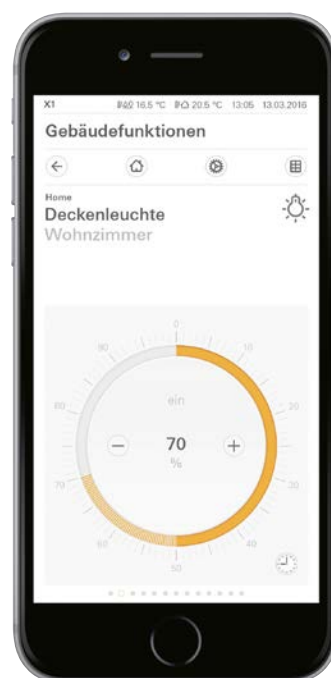 X1 16.5 °C 20.5 °C 13:05 13.03.2016
Gebäudefunktionen
Home
Deckenleuchte
Wohnzimmer
0
90 10
80 ein 20
− 70 +
%
70 30
60 40
50